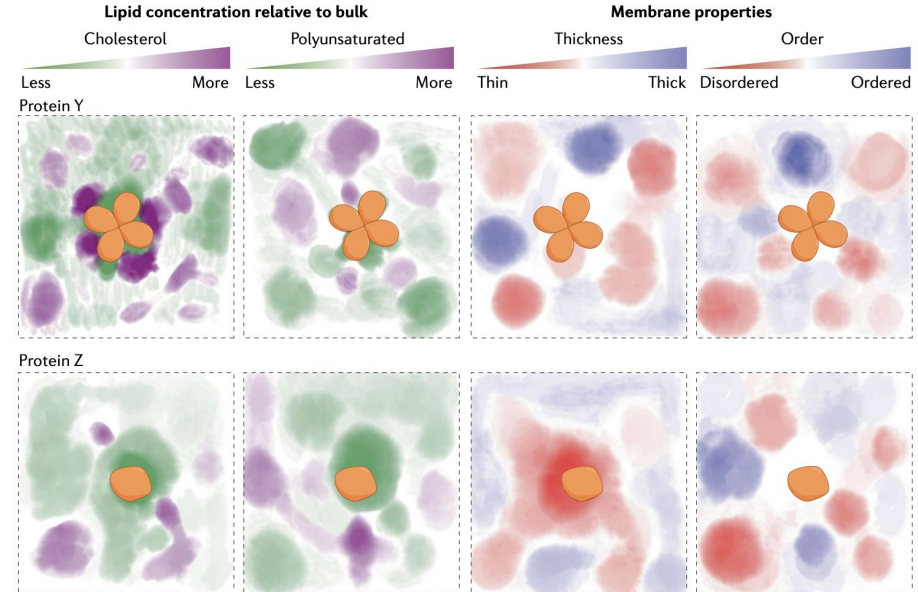 Lipid concentration relative to bulk
Membrane properties
Cholesterol
Polyunsaturated
Thickness
Order
Less
More
Less
More
Thin
Thick
Disordered
Ordered
Protein Y
Protein Z